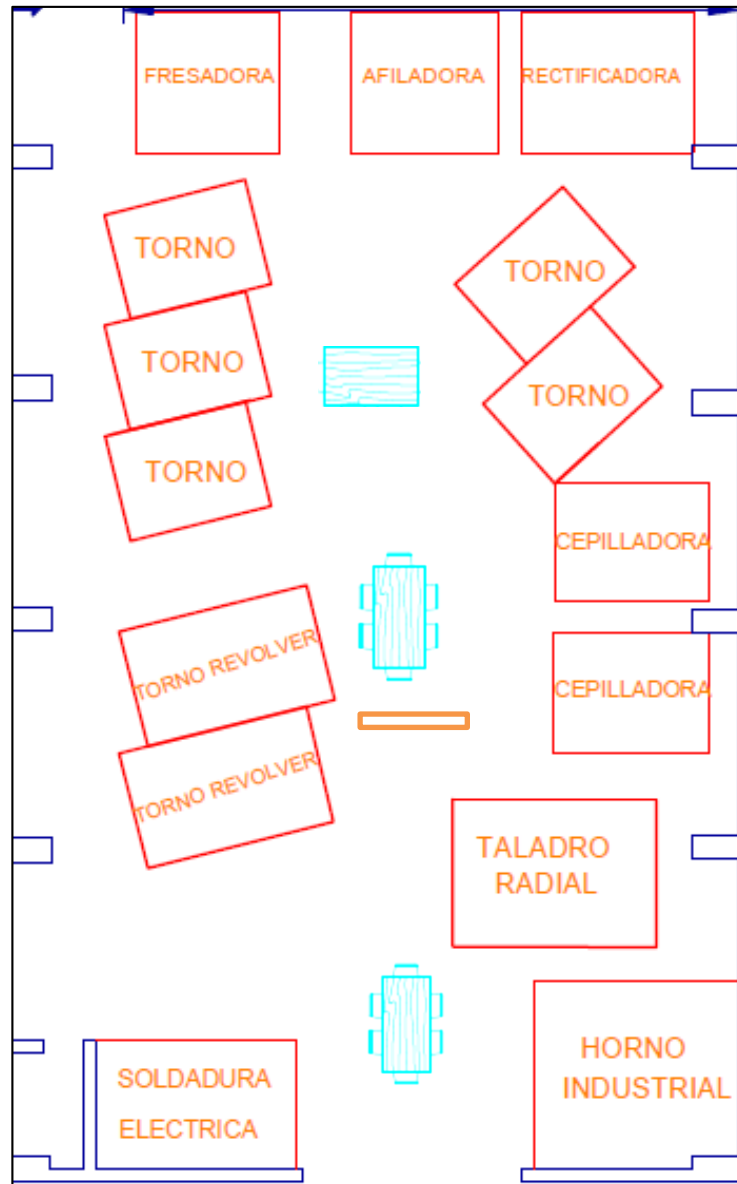 FRESADORA
AFILADORA
RECTIFICADORA
TORNO
TORNO
TORNO
TORNO
TORNO
CEPILLADORA
TORNO REVOLVER
CEPILLADORA
TORNO REVOLVER
TALADRO
RADIAL
SOLDADURA
ELECTRICA
HORNO
INDUSTRIAL